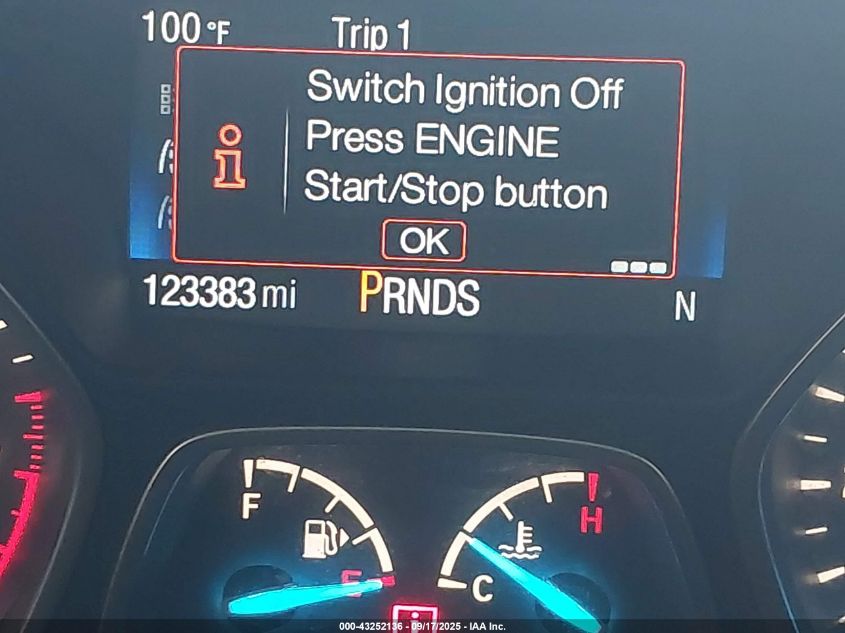 100°F Trip 1
Switch Ignition Off
Press ENGINE
Start/Stop button
OK
123383 mi PRNDS N
F H
E C
000-43252136 - 09/17/2025 - IAA Inc.